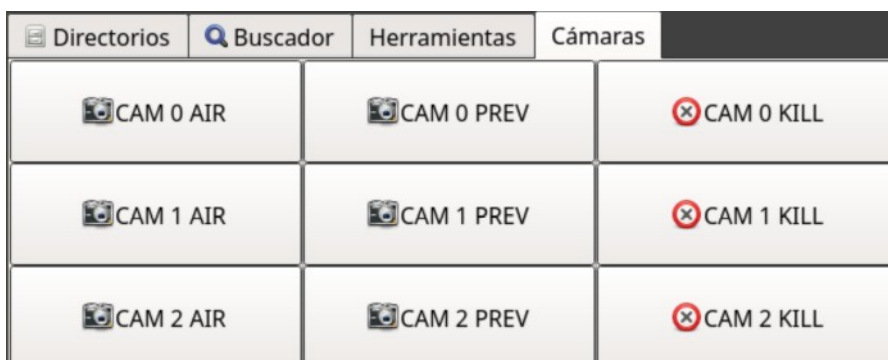 Directorios Buscador Herramientas Cámaras
CAM 0 AIR CAM 0 PREV CAM 0 KILL
CAM 1 AIR CAM 1 PREV CAM 1 KILL
CAM 2 AIR CAM 2 PREV CAM 2 KILL